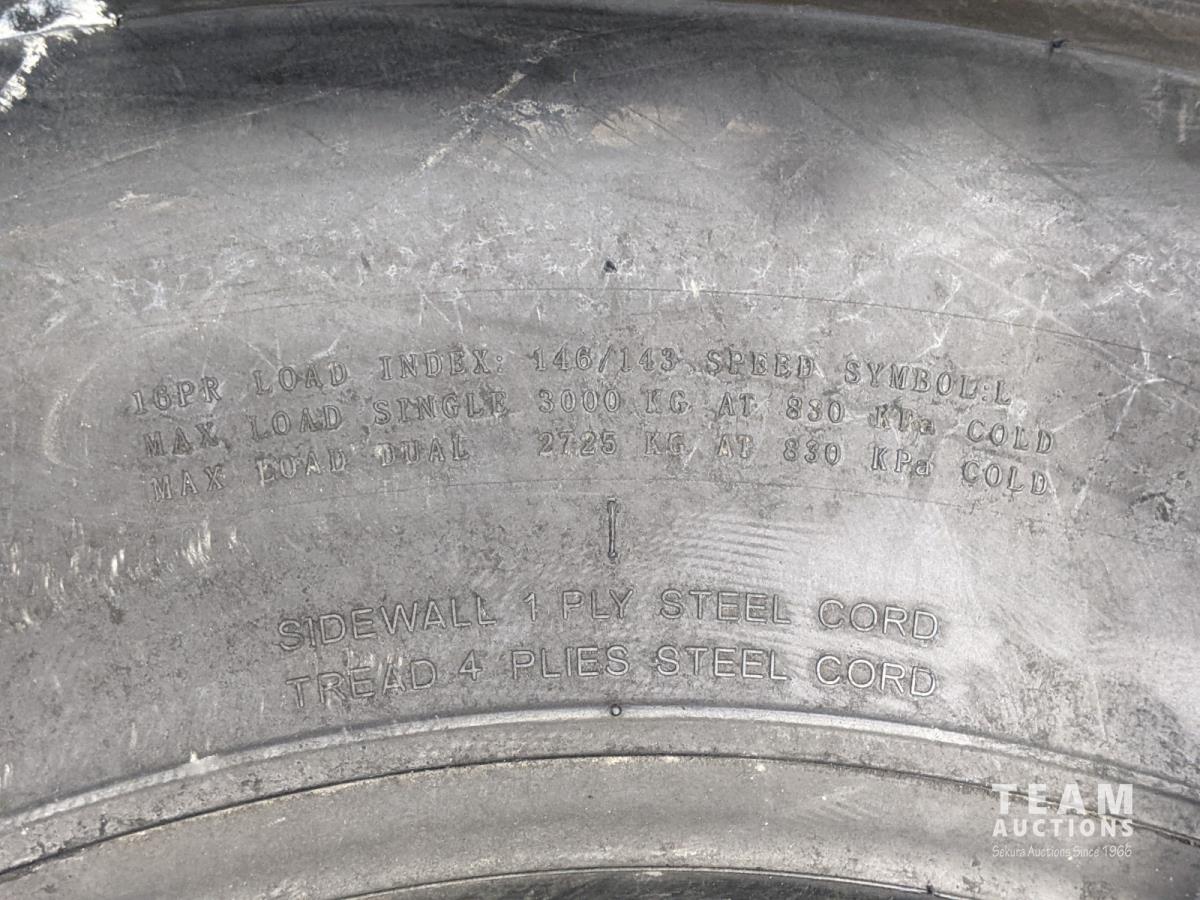 16PR LOAD INDEX: 146/143 SPEED SYMBOL:L
MAX LOAD SINGLE 3000 KG AT 830 KPa COLD
MAX LOAD DUAL 2725 KG AT 830 KPa COLD
SIDEWALL 1 PLY STEEL CORD
TREAD 4 PLIES STEEL CORD
TEAM
AUCTIONS
Sekura Auctions Since 1966